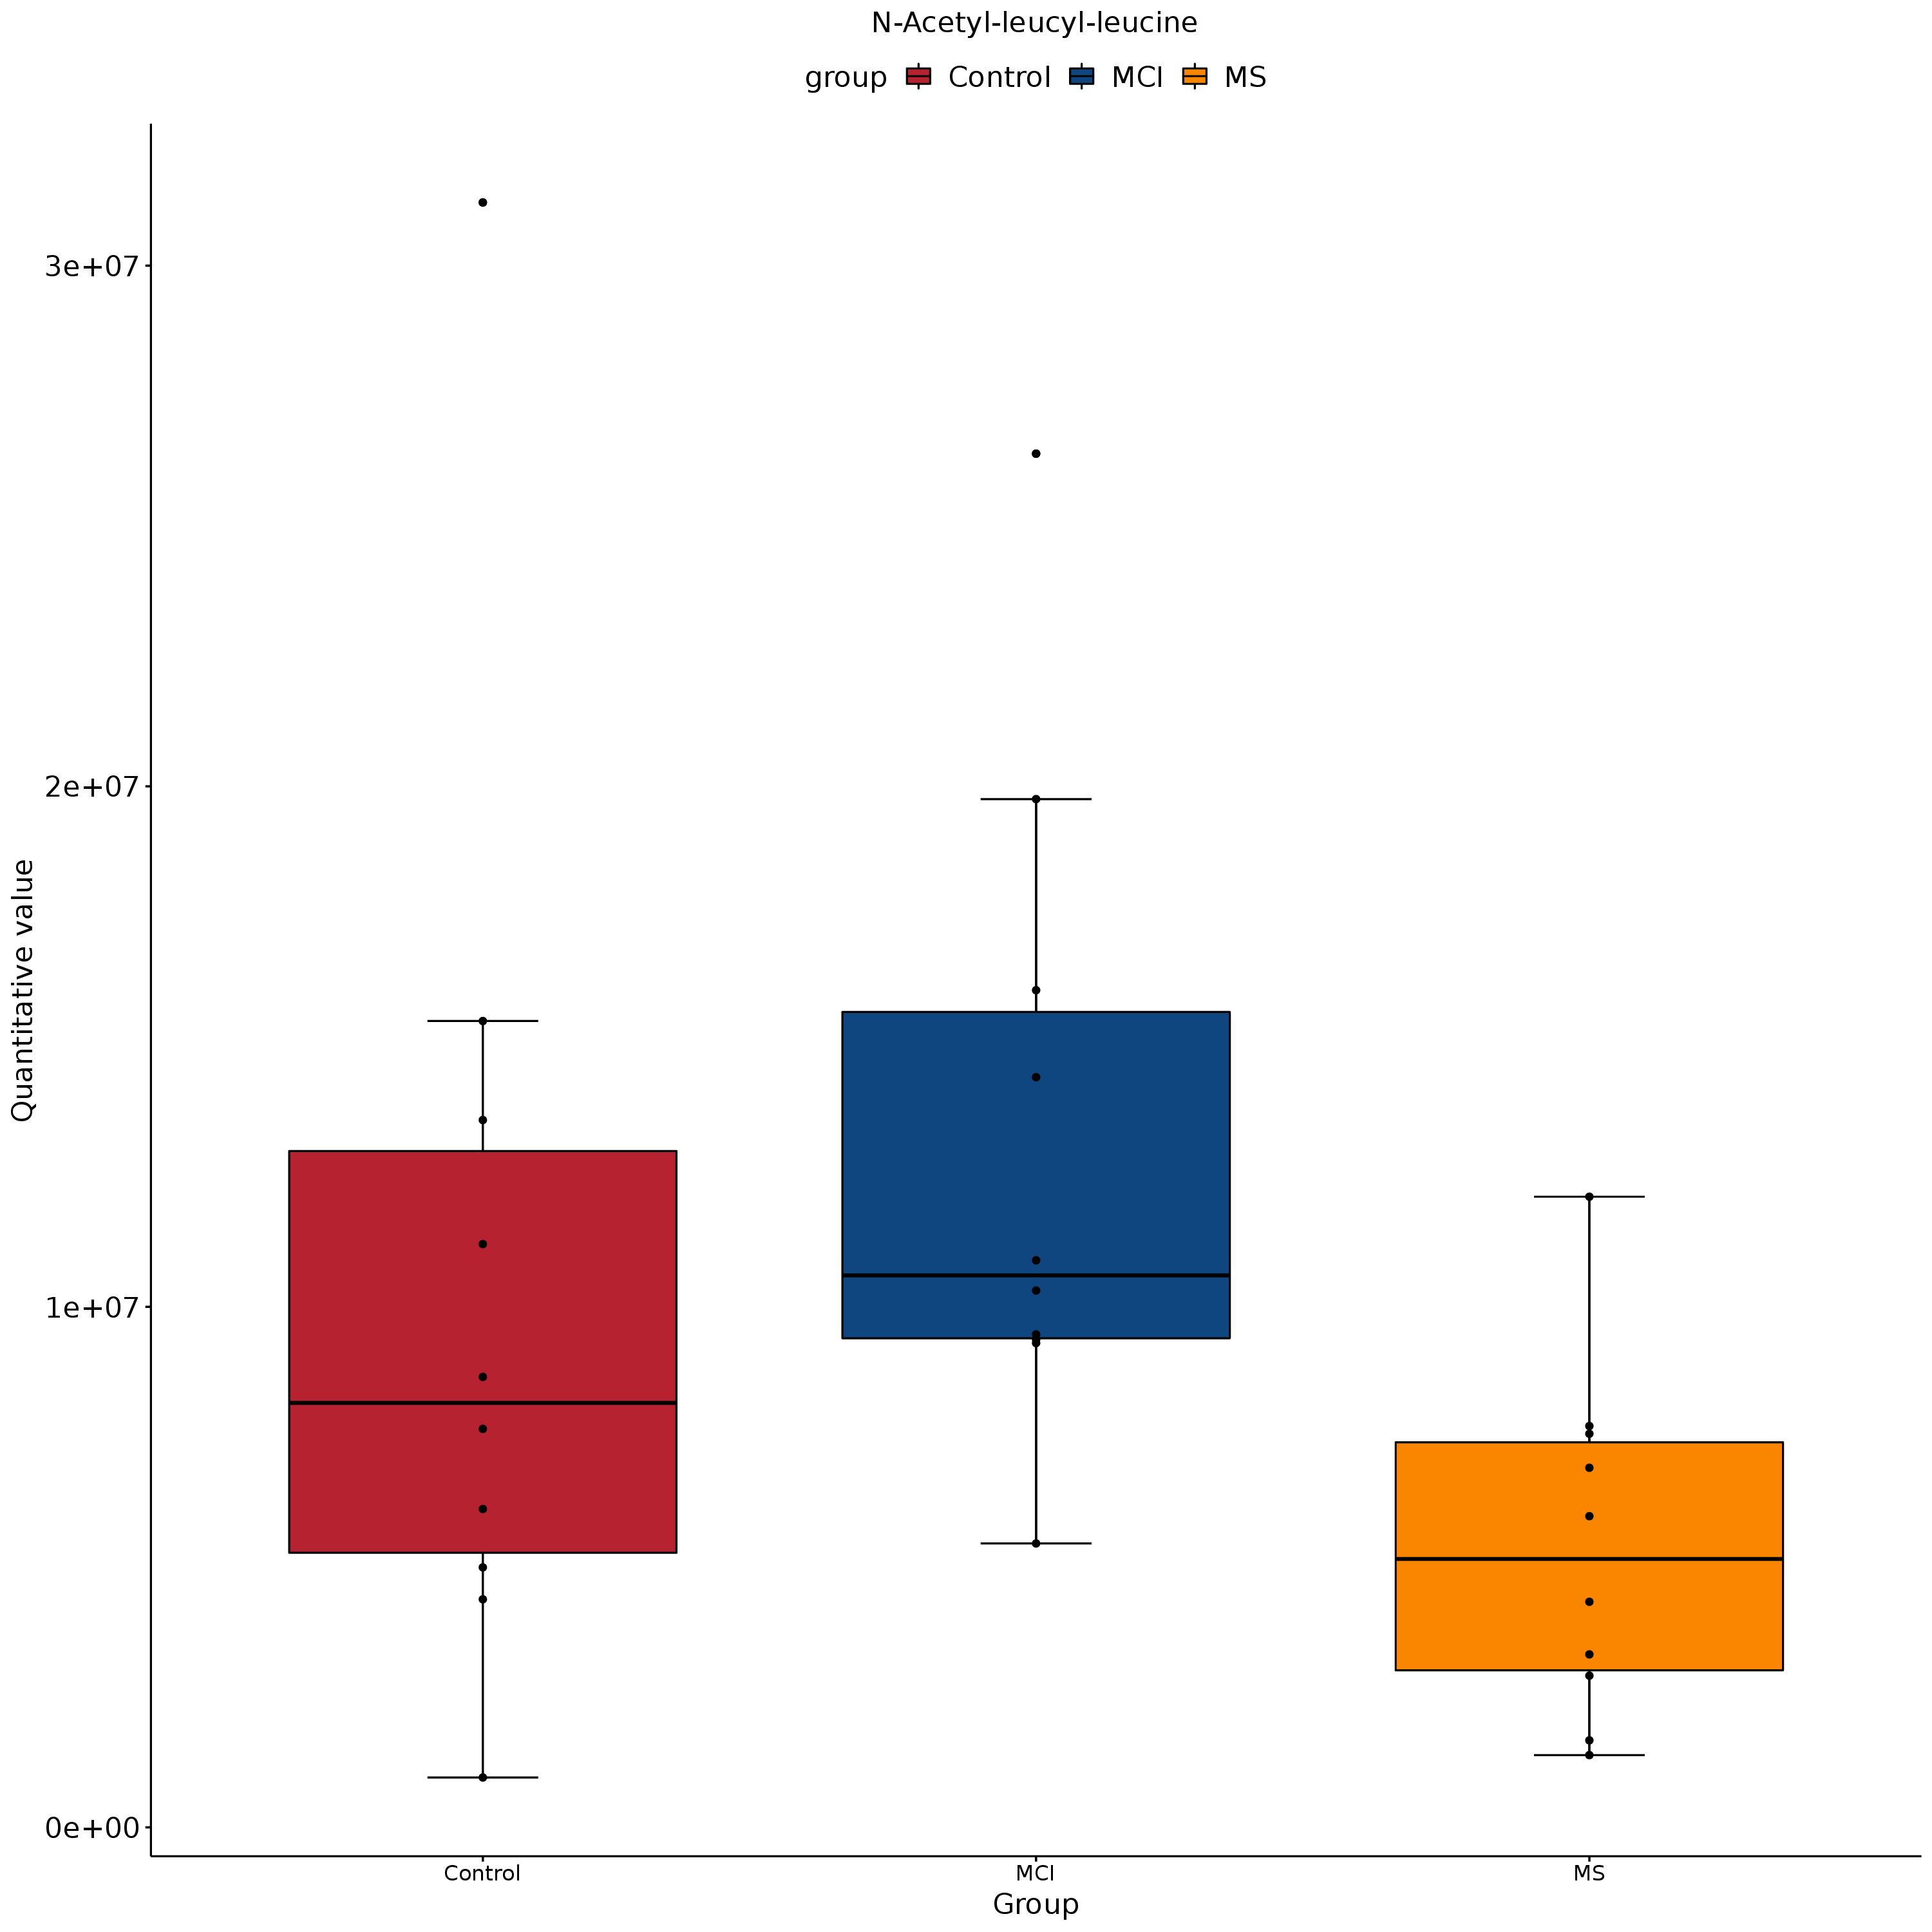 N-Acetyl-leucyl-leucine
group Control MCI MS
3e+07
2e+07
1e+07
0e+00
Quantitative value
Control MCI MS
Group